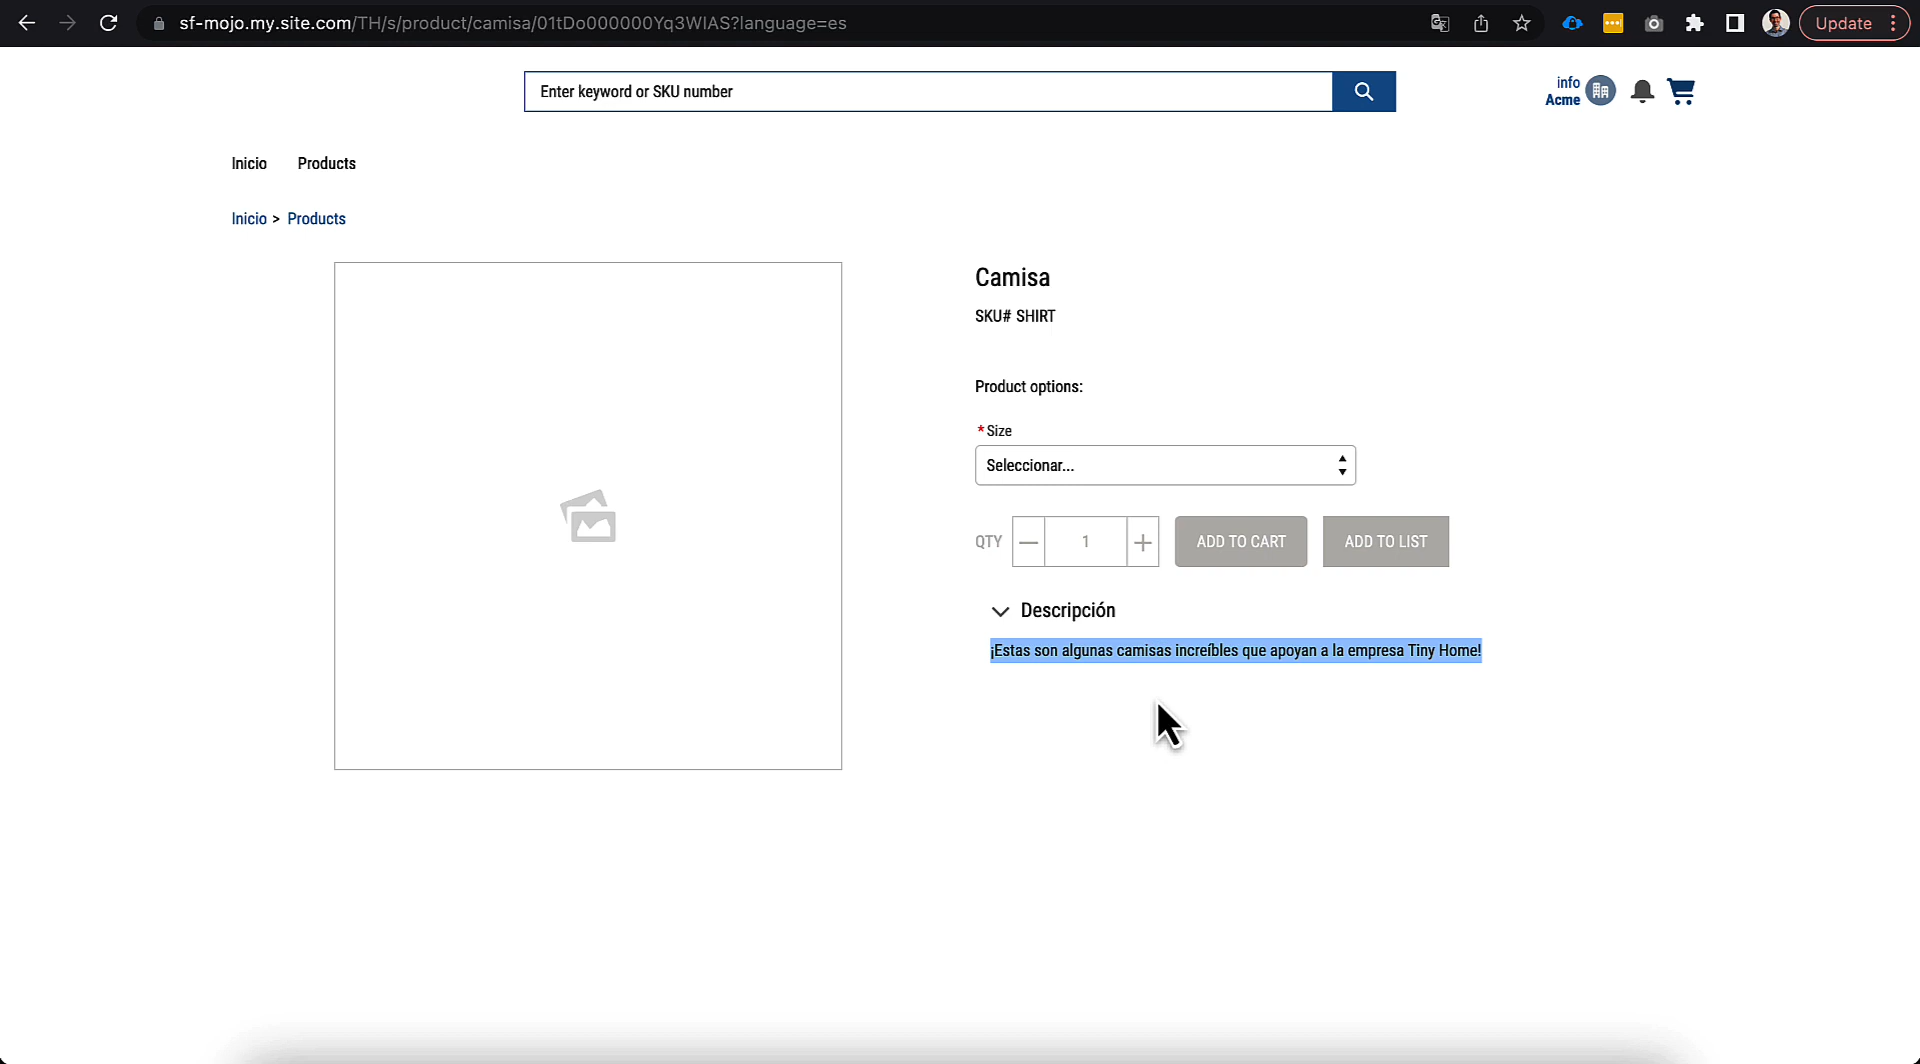 sf-mojo.my.site.com/TH/s/product/camisa/01tDo000000Yq3WIAS?language=es
Update
Enter keyword or SKU number
info
Acme
Inicio Products
Inicio > Products
Camisa
SKU# SHIRT
Product options:
*Size
Seleccionar...
QTY 1 ADD TO CART ADD TO LIST
Descripción
¡Estas son algunas camisas increíbles que apoyan a la empresa Tiny Home!